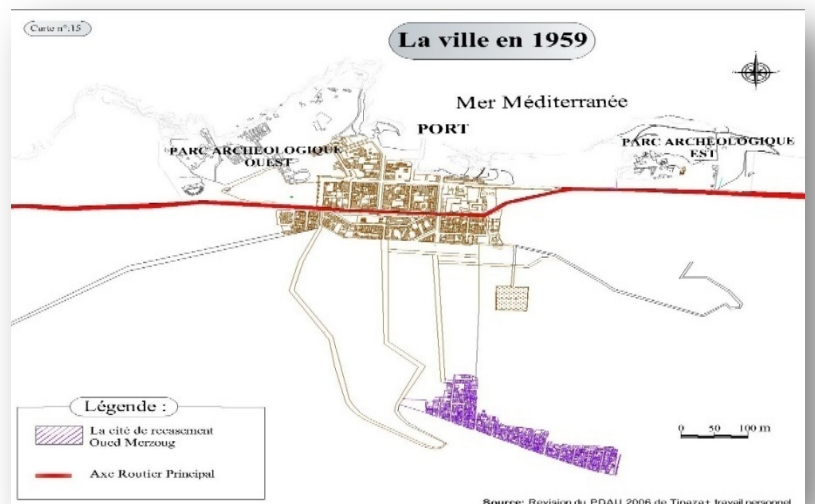 Carte n°:15
La ville en 1959
Mer Méditerranée
PORT
PARC ARCHEOLOGIQUE
OUEST
PARC ARCHEOLOGIQUE
EST
Légende :
La cité de recasement
Oued Merzoug
Axe Routier Principal
0 50 100 m
Source: Revision du PDAU 2006 de Tipaza+ travail personnel